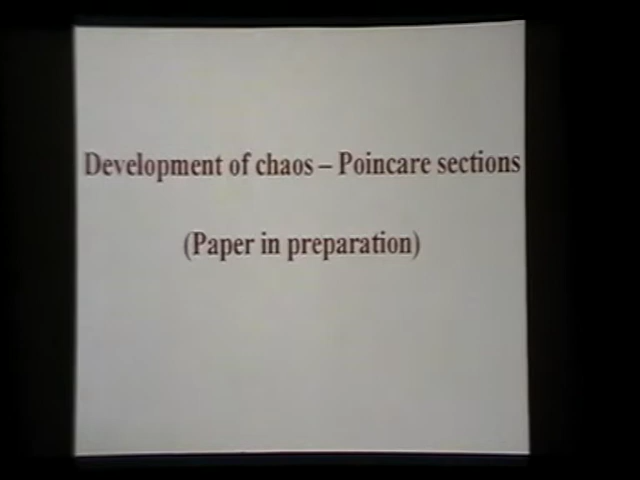 Development of chaos – Poincare sections
(Paper in preparation)